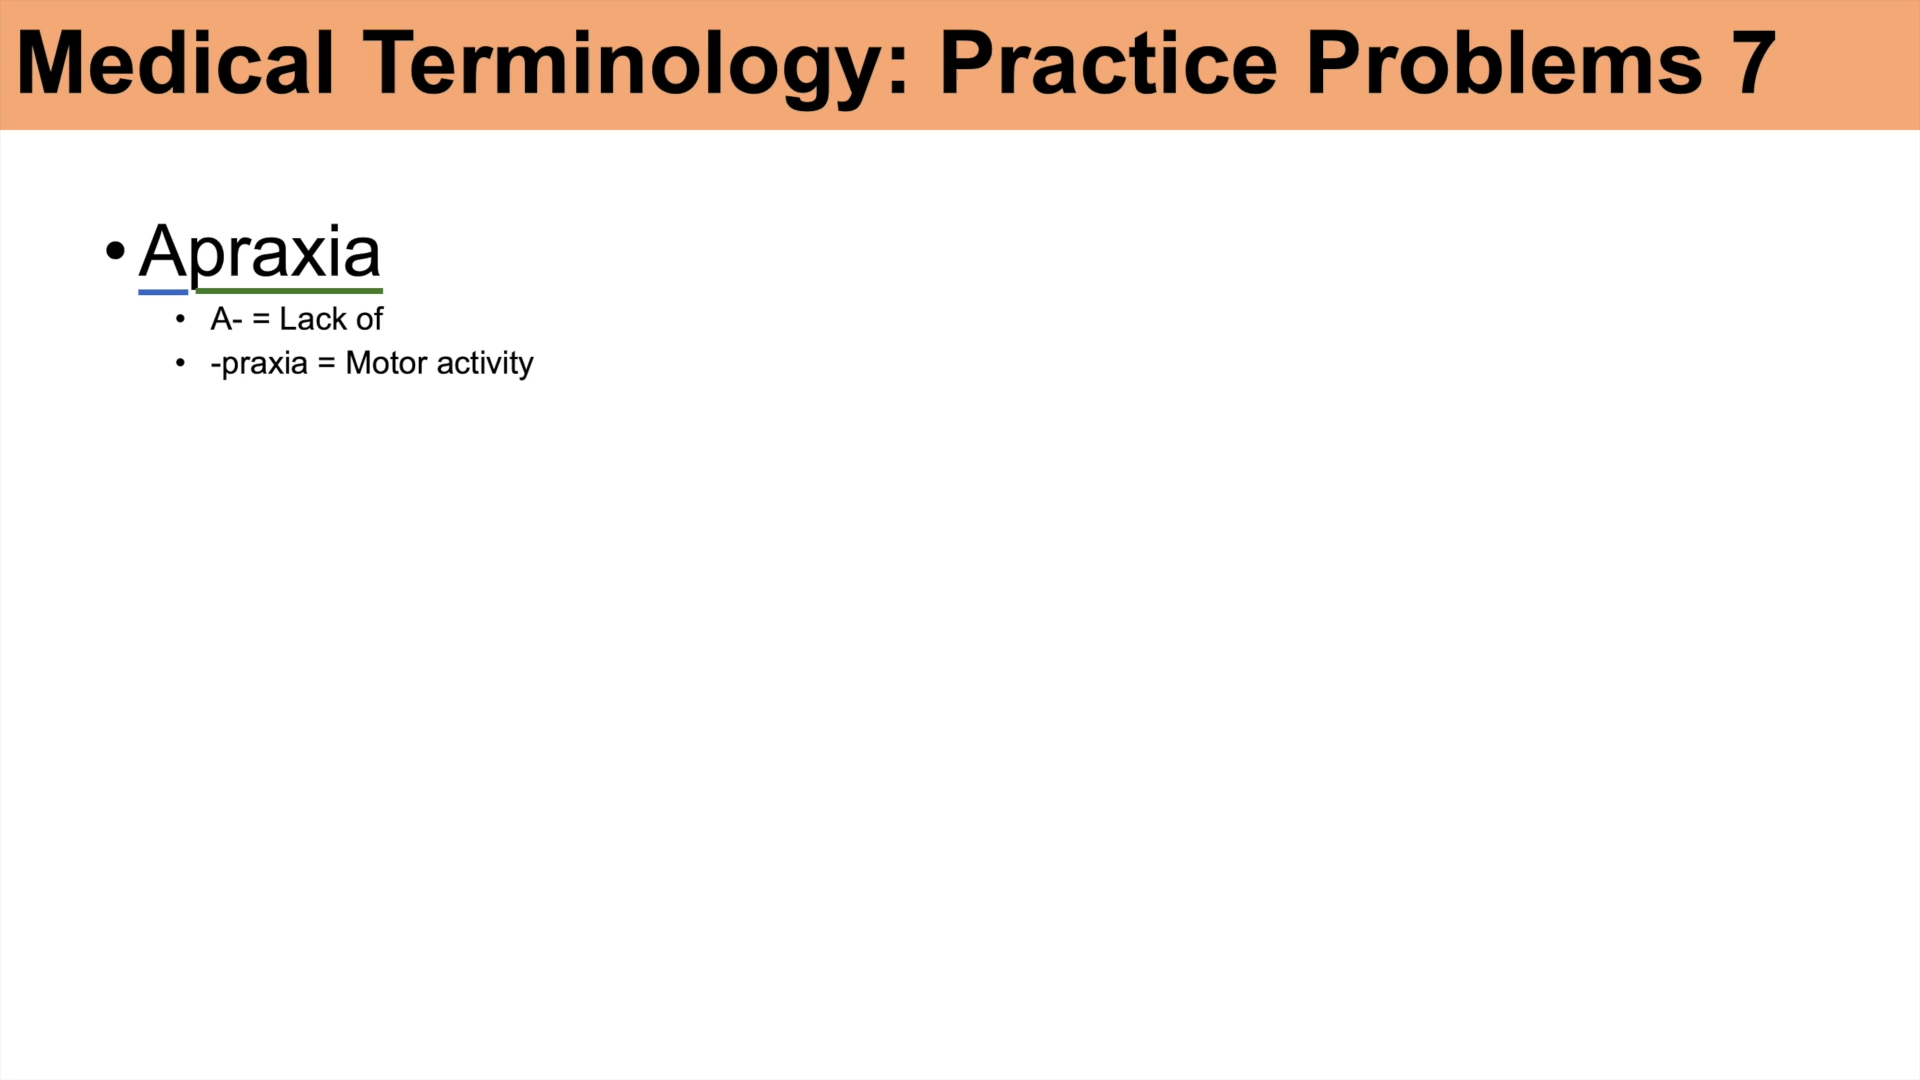 Medical Terminology: Practice Problems 7
• Apraxia
• A- = Lack of
• -praxia = Motor activity